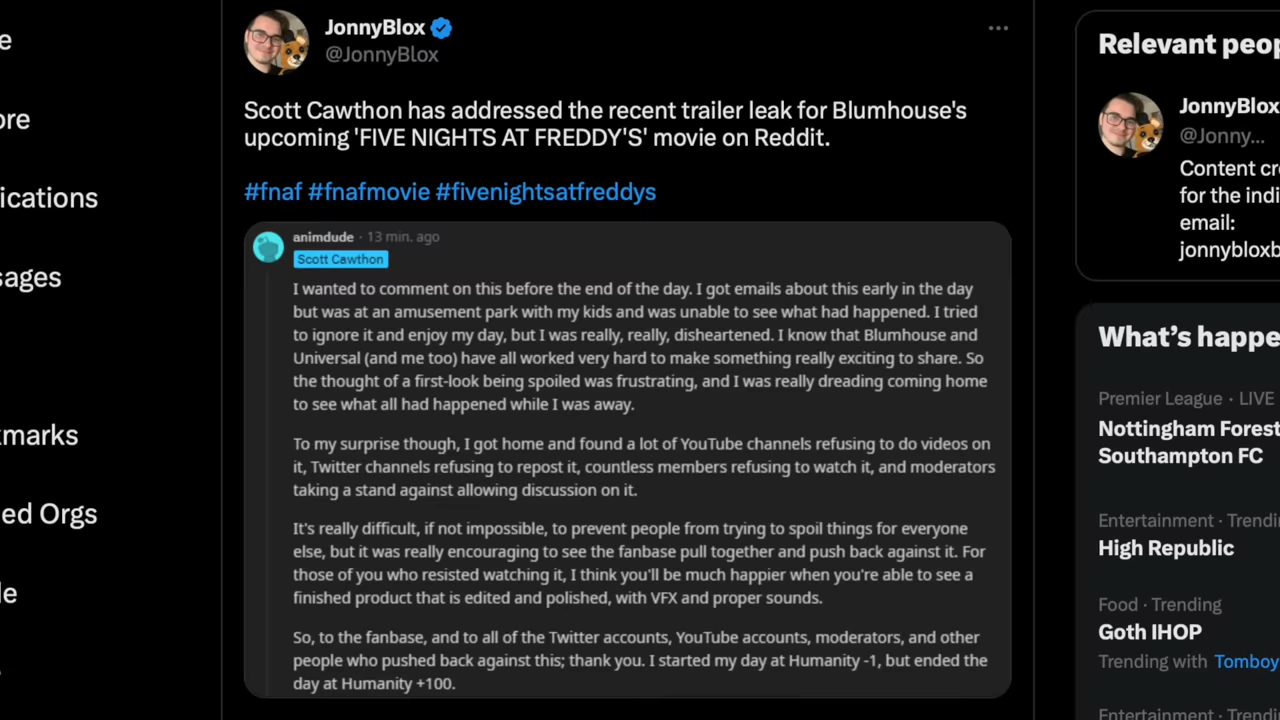 e
ore
ications
sages
kmarks
ed Orgs
le
JonnyBlox
@JonnyBlox
Scott Cawthon has addressed the recent trailer leak for Blumhouse's
upcoming 'FIVE NIGHTS AT FREDDY'S' movie on Reddit.
#fnaf #fnafmovie #fivenightsatfreddys
animdude · 13 min. ago
Scott Cawthon
I wanted to comment on this before the end of the day. I got emails about this early in the day
but was at an amusement park with my kids and was unable to see what had happened. I tried
to ignore it and enjoy my day, but I was really, really, disheartened. I know that Blumhouse and
Universal (and me too) have all worked very hard to make something really exciting to share. So
the thought of a first-look being spoiled was frustrating, and I was really dreading coming home
to see what all had happened while I was away.
To my surprise though, I got home and found a lot of YouTube channels refusing to do videos on
it, Twitter channels refusing to repost it, countless members refusing to watch it, and moderators
taking a stand against allowing discussion on it.
It's really difficult, if not impossible, to prevent people from trying to spoil things for everyone
else, but it was really encouraging to see the fanbase pull together and push back against it. For
those of you who resisted watching it, I think you'll be much happier when you're able to see a
finished product that is edited and polished, with VFX and proper sounds.
So, to the fanbase, and to all of the Twitter accounts, YouTube accounts, moderators, and other
people who pushed back against this; thank you. I started my day at Humanity -1, but ended the
day at Humanity +100.
Relevant peop
JonnyBlox
@Jonny...
Content cr
for the indi
email:
jonnybloxb
What's happe
Premier League · LIVE
Nottingham Forest
Southampton FC
Entertainment · Trendi
High Republic
Food · Trending
Goth IHOP
Trending with Tomboy
Entertainment · Trendi